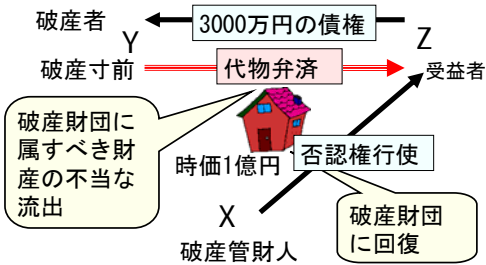 破産者
3000万円の債権
Y
Z
破産寸前
代物弁済
受益者
破産財団に
属すべき財
産の不当な
流出
時価1億円
否認権行使
X
破産管財人
破産財団
に回復